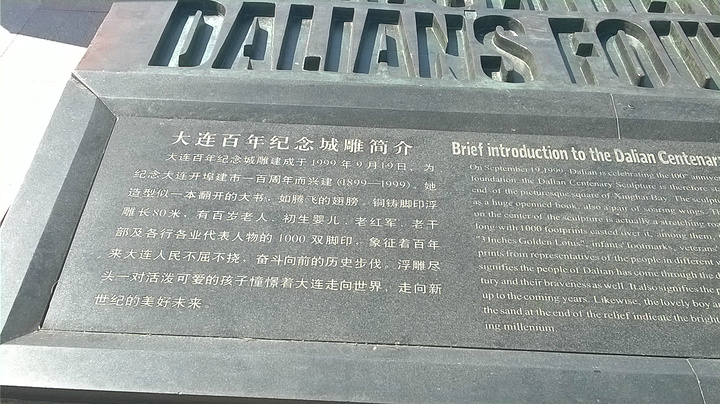 DALIANS FOU
大连百年纪念城雕简介
大连百年纪念城雕建成于1999年9月19日，为
纪念大连开埠建市一百周年而兴建(1899—1999)。她
造型似一本翻开的大书，如腾飞的翅膀。铜铸脚印浮
雕长80米，有百岁老人、初生婴儿、老红军、老干
部及各行各业代表人物的1000双脚印，象征着百年
来大连人民不屈不挠，奋斗向前的历史步伐。浮雕尽
头一对活泼可爱的孩子憧憬着大连走向世界，走向新
世纪的美好未来。
Brief introduction to the Dalian Centenary
On September 19,1999, Dalian is celebrating the 100th anniver
foundation, the Dalian Centenary Sculpture is therefore
end of the picturesque square of Xinghai Bay. The sculptu
as a huge opened book, also a pair of soaring wings.
on the center of the sculpture is actually a stretching
long with 1000 footprints casted over it, among them
"3 Inches Golden Lotus", infants' footmarks, veterans
prints from representatives of the people in different
signifies the people of Dalian has come through the
tury and their braveness as well. It also signifies the
up to the coming years. Likewise, the lovely boy a
the sand at the end of the relief indicate the bright
ing millenium.